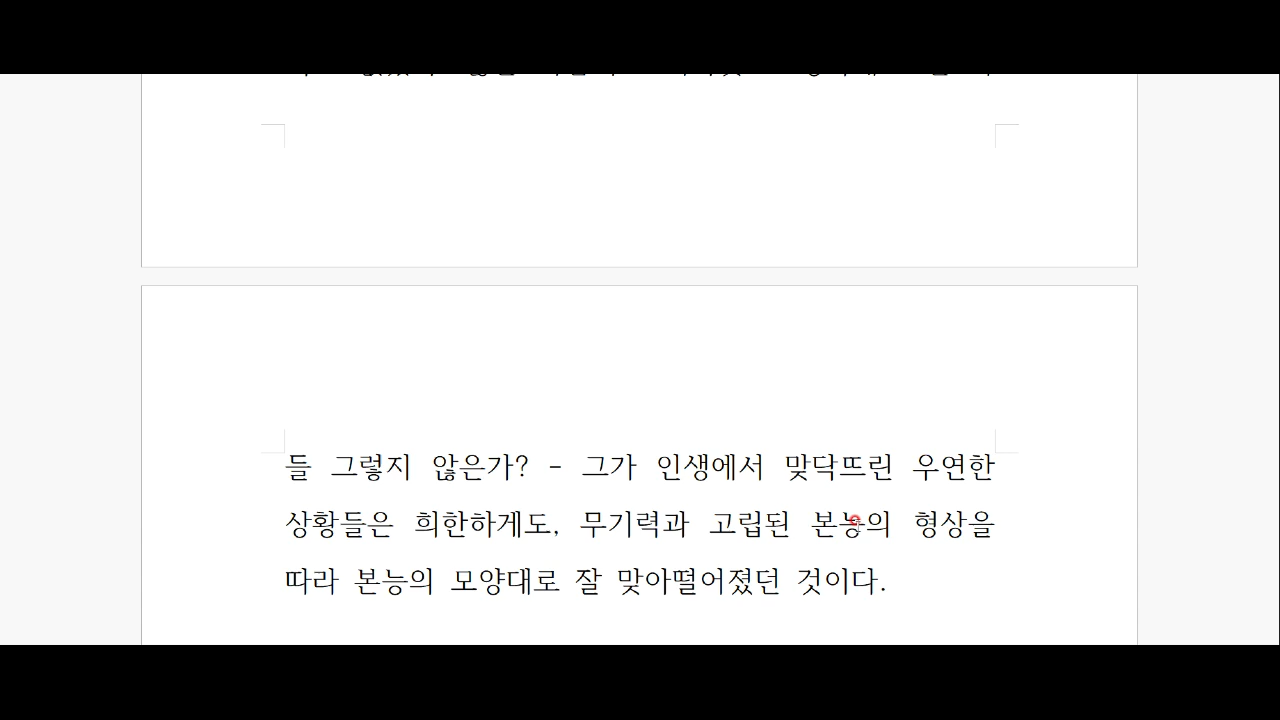 들 그렇지 않은가? - 그가 인생에서 맞닥뜨린 우연한
상황들은 희한하게도, 무기력과 고립된 본능의 형상을
따라 본능의 모양대로 잘 맞아떨어졌던 것이다.